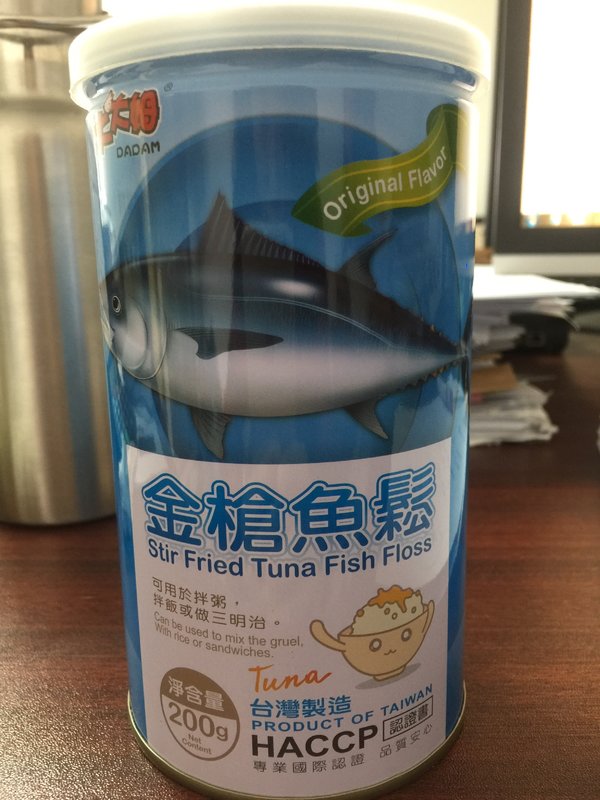 大姆®
DADAM
Original Flavor
金槍魚鬆
Stir Fried Tuna Fish Floss
可用於拌粥，
拌飯或做三明治。
Can be used to mix the gruel,
With rice or sandwiches.
Tuna
淨含量
200g
Net
Content
台灣製造
PRODUCT OF TAIWAN
HACCP 認證書
專業國際認證 品質安心